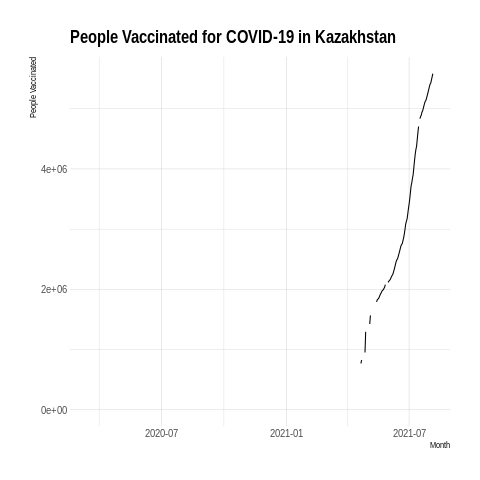 People Vaccinated for COVID-19 in Kazakhstan
People Vaccinated
4e+06
2e+06
0e+00
2020-07 2021-01 2021-07
Month